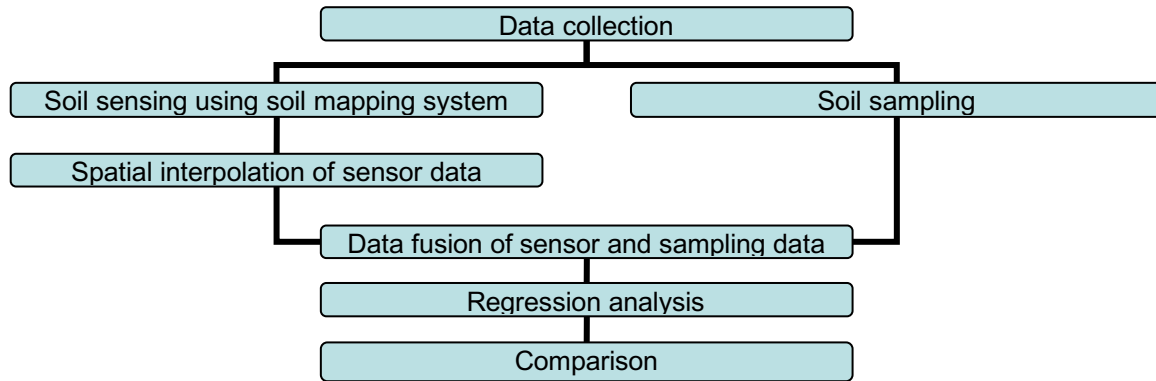 Data collection
Soil sensing using soil mapping system
Soil sampling
Spatial interpolation of sensor data
Data fusion of sensor and sampling data
Regression analysis
Comparison